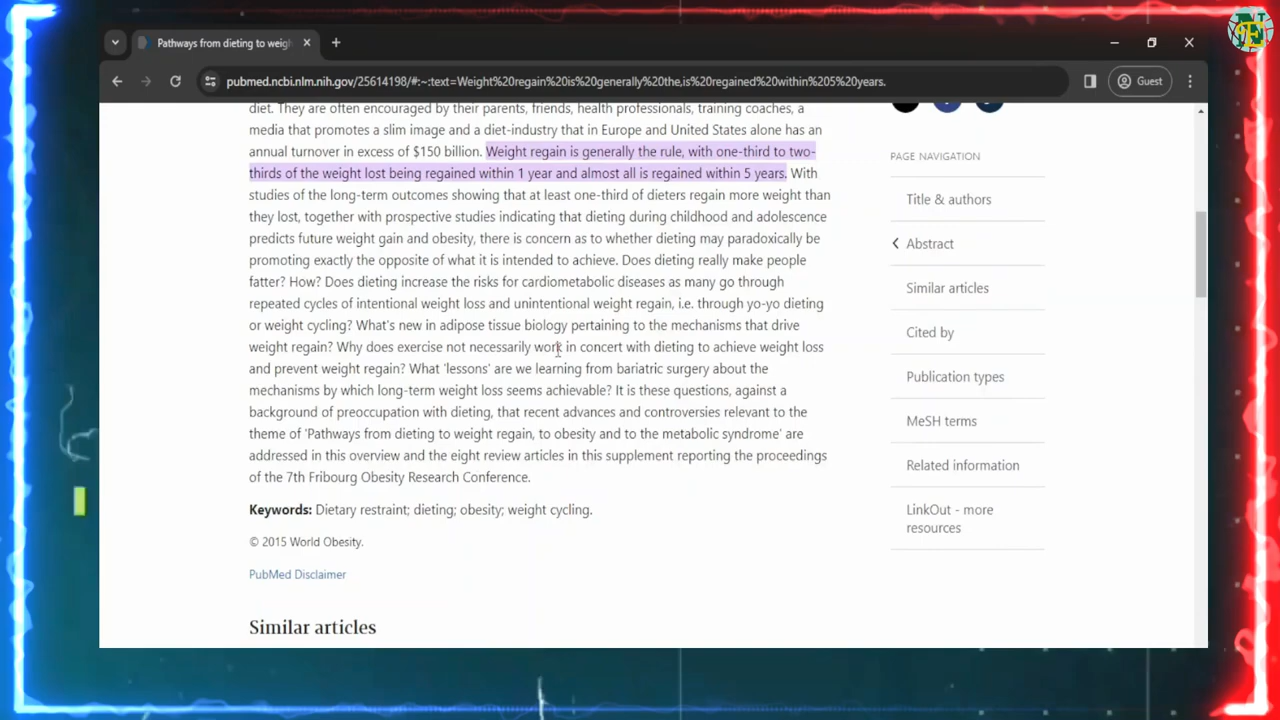 Pathways from dieting to weigh
pubmed.ncbi.nlm.nih.gov/25614198/#:~:text=Weight%20regain%20is%20generally%20the,is%20regained%20within%205%20years.
Guest
diet. They are often encouraged by their parents, friends, health professionals, training coaches, a
media that promotes a slim image and a diet-industry that in Europe and United States alone has an
annual turnover in excess of $150 billion. Weight regain is generally the rule, with one-third to two-
thirds of the weight lost being regained within 1 year and almost all is regained within 5 years. With
studies of the long-term outcomes showing that at least one-third of dieters regain more weight than
they lost, together with prospective studies indicating that dieting during childhood and adolescence
predicts future weight gain and obesity, there is concern as to whether dieting may paradoxically be
promoting exactly the opposite of what it is intended to achieve. Does dieting really make people
fatter? How? Does dieting increase the risks for cardiometabolic diseases as many go through
repeated cycles of intentional weight loss and unintentional weight regain, i.e. through yo-yo dieting
or weight cycling? What's new in adipose tissue biology pertaining to the mechanisms that drive
weight regain? Why does exercise not necessarily work in concert with dieting to achieve weight loss
and prevent weight regain? What 'lessons' are we learning from bariatric surgery about the
mechanisms by which long-term weight loss seems achievable? It is these questions, against a
background of preoccupation with dieting, that recent advances and controversies relevant to the
theme of 'Pathways from dieting to weight regain, to obesity and to the metabolic syndrome' are
addressed in this overview and the eight review articles in this supplement reporting the proceedings
of the 7th Fribourg Obesity Research Conference.
Keywords: Dietary restraint; dieting; obesity; weight cycling.
© 2015 World Obesity.
PubMed Disclaimer
Similar articles
PAGE NAVIGATION
Title & authors
Abstract
Similar articles
Cited by
Publication types
MeSH terms
Related information
LinkOut - more
resources